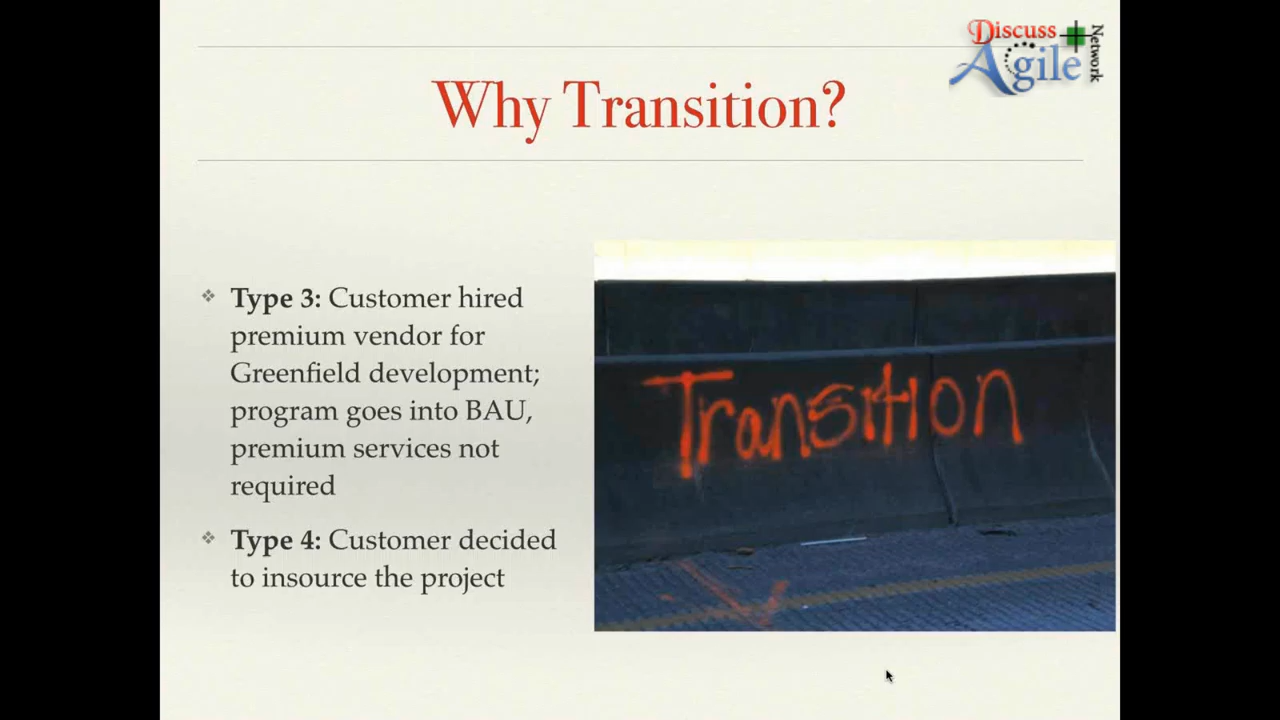 Discuss
Agile
Network
Why Transition?
Type 3: Customer hired
premium vendor for
Greenfield development;
program goes into BAU,
premium services not
required
Type 4: Customer decided
to insource the project
Transition